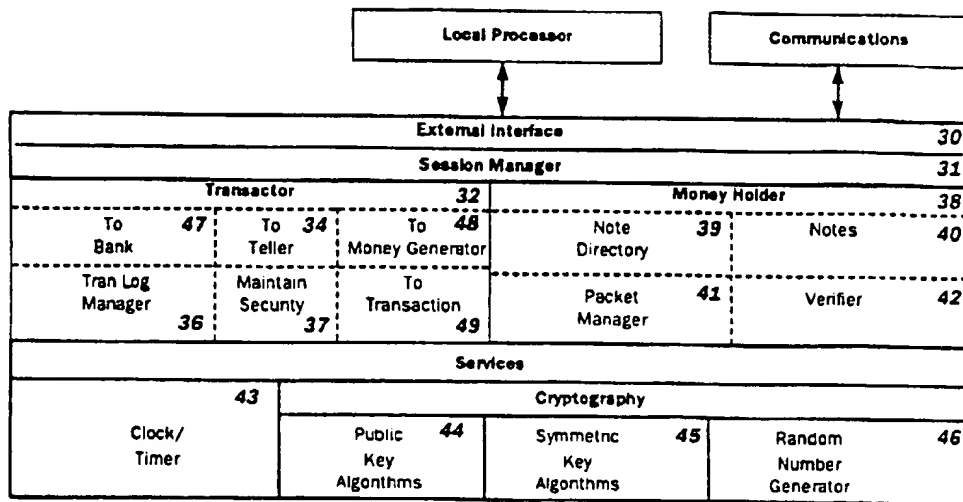 Local Processor
Communications
External Interface 30
Session Manager 31
Transactor 32
Money Holder 38
To Bank 47
To Teller 34
To Money Generator 48
Note Directory 39
Notes 40
Tran Log Manager 36
Maintain Security 37
To Transaction 49
Packet Manager 41
Verifier 42
Services
Clock/ Timer 43
Cryptography
Public Key Algorithms 44
Symmetric Key Algorithms 45
Random Number Generator 46